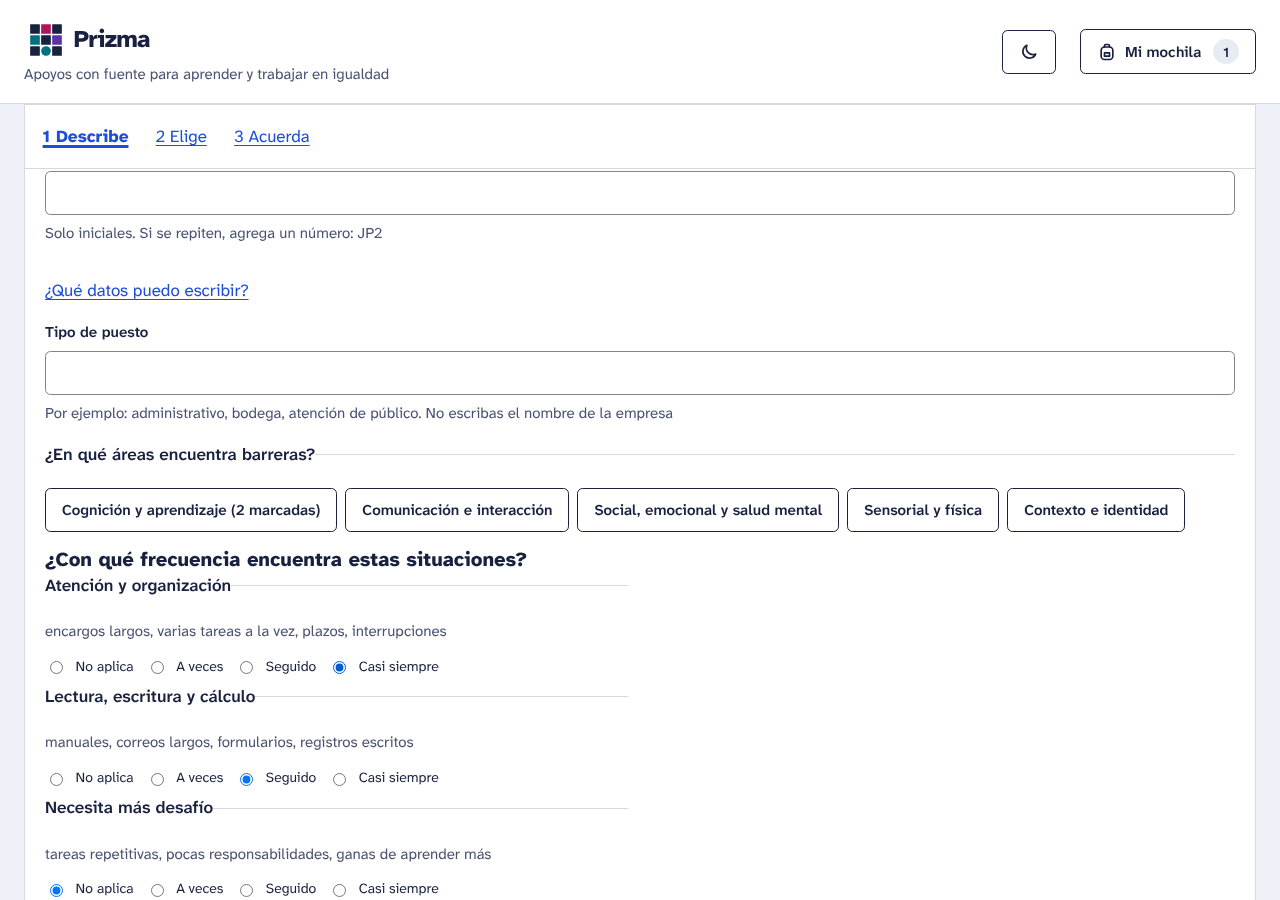 Prizma
Apoyos con fuente para aprender y trabajar en igualdad
Mi mochila 1
1 Describe 2 Elige 3 Acuerda
Solo iniciales. Si se repiten, agrega un número: JP2
¿Qué datos puedo escribir?
Tipo de puesto
Por ejemplo: administrativo, bodega, atención de público. No escribas el nombre de la empresa
¿En qué áreas encuentra barreras?
Cognición y aprendizaje (2 marcadas) Comunicación e interacción Social, emocional y salud mental Sensorial y física Contexto e identidad
¿Con qué frecuencia encuentra estas situaciones?
Atención y organización
encargos largos, varias tareas a la vez, plazos, interrupciones
No aplica A veces Seguido Casi siempre
Lectura, escritura y cálculo
manuales, correos largos, formularios, registros escritos
No aplica A veces Seguido Casi siempre
Necesita más desafío
tareas repetitivas, pocas responsabilidades, ganas de aprender más
No aplica A veces Seguido Casi siempre